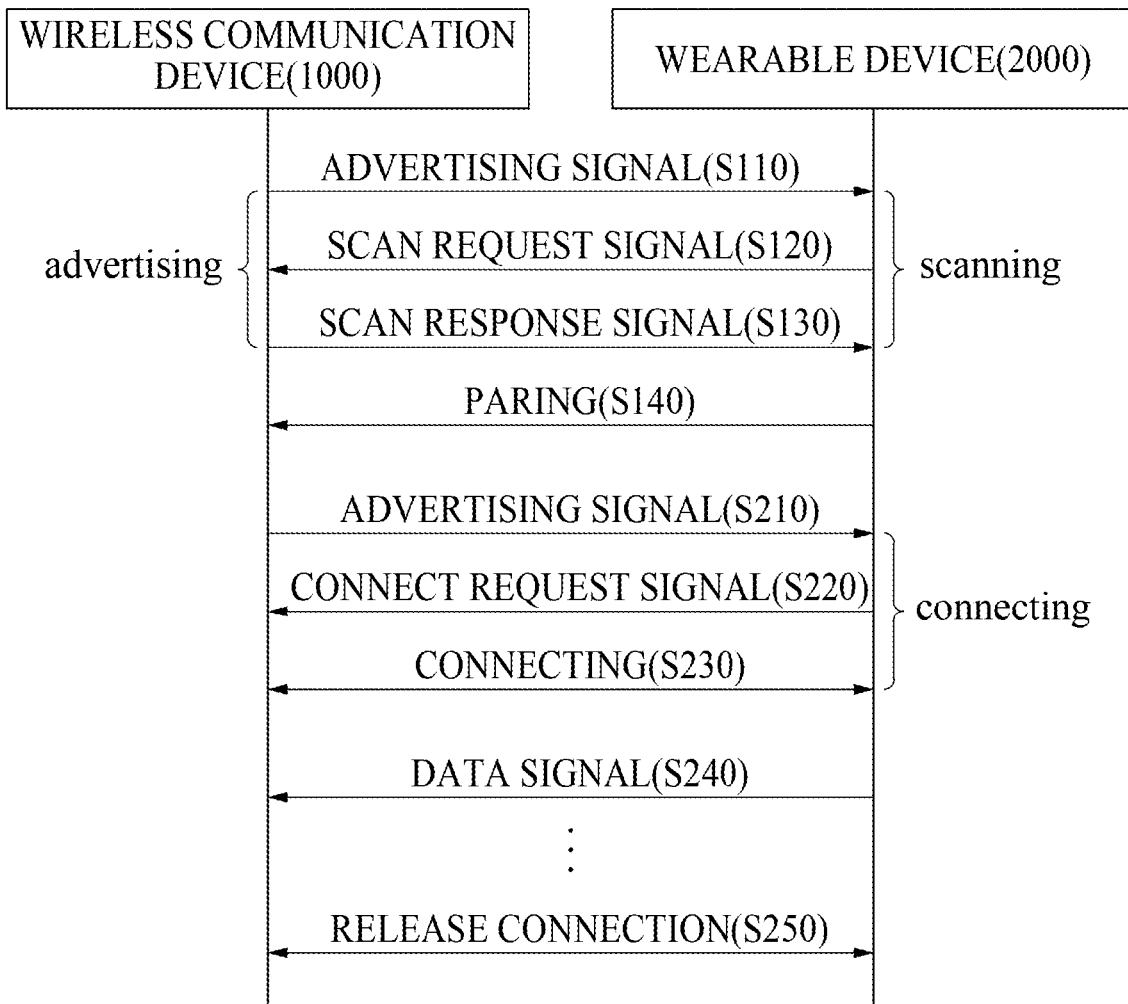 WIRELESS COMMUNICATION
DEVICE(1000)
WEARABLE DEVICE(2000)
ADVERTISING SIGNAL(S110)
SCAN REQUEST SIGNAL(S120)
advertising
scanning
SCAN RESPONSE SIGNAL(S130)
PARING(S140)
ADVERTISING SIGNAL(S210)
CONNECT REQUEST SIGNAL(S220)
connecting
CONNECTING(S230)
DATA SIGNAL(S240)
RELEASE CONNECTION(S250)